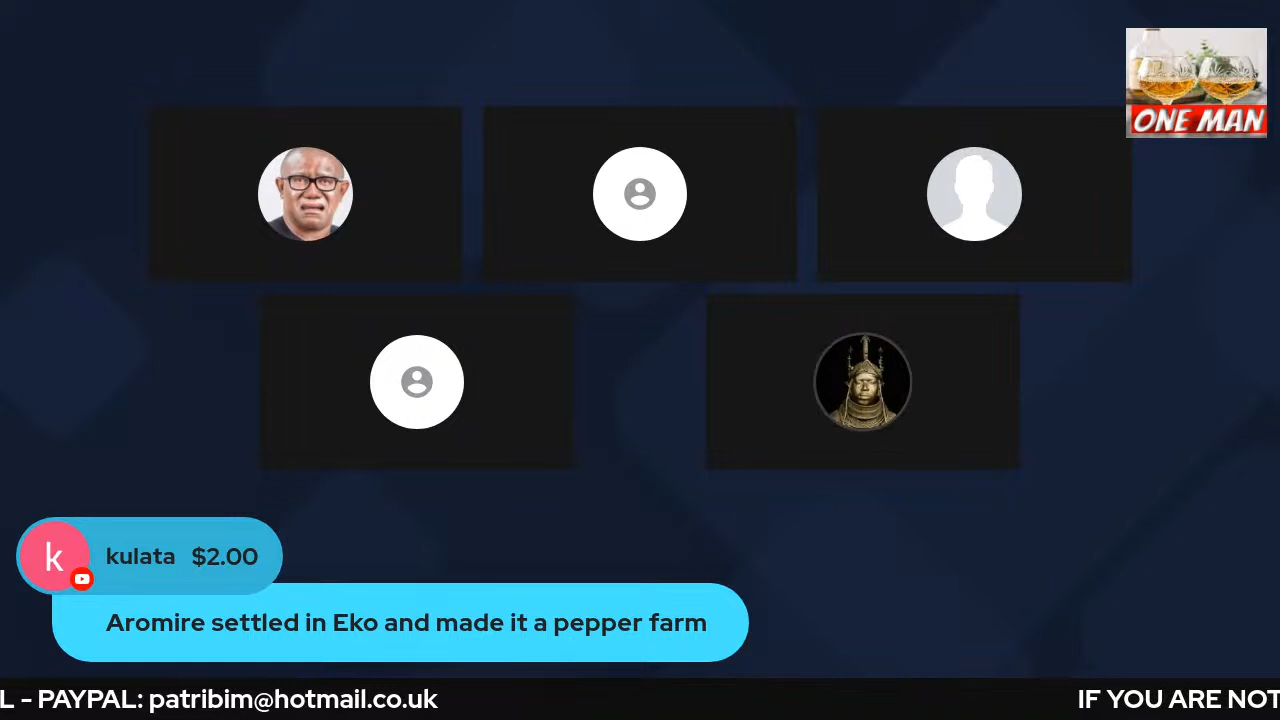 ONE MAN
k
kulata $2.00
Aromire settled in Eko and made it a pepper farm
L - PAYPAL: patribim@hotmail.co.uk IF YOU ARE NOT